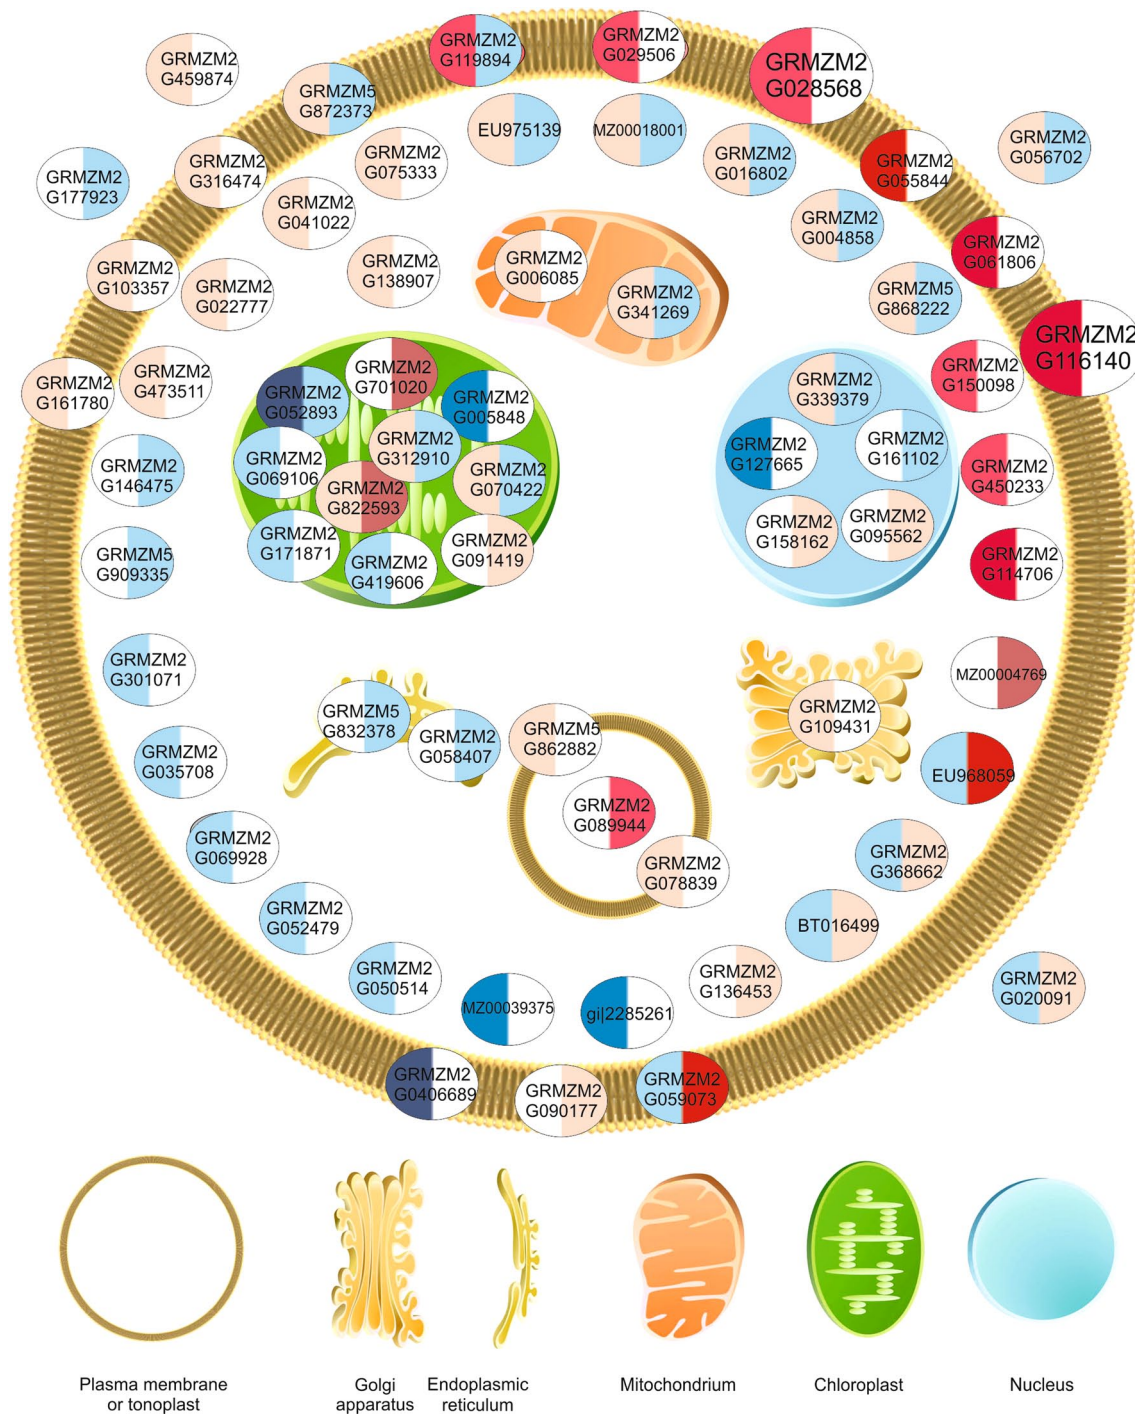 GRMZM2
G119894
GRMZM2
G029506
GRMZM2
G028568
GRMZM2
G459874
GRMZM5
G872373
EU975139
MZ00018001
GRMZM2
G016802
GRMZM2
G055844
GRMZM2
G056702
GRMZM2
G177923
GRMZM2
G316474
GRMZM2
G075333
GRMZM2
G041022
GRMZM2
G004858
GRMZM2
G061806
GRMZM2
G103357
GRMZM2
G022777
GRMZM2
G138907
GRMZM2
G006085
GRMZM2
G341269
GRMZM5
G868222
GRMZM2
G116140
GRMZM2
G161780
GRMZM2
G473511
GRMZM2
G701020
GRMZM2
G052893
GRMZM2
G005848
GRMZM2
G339379
GRMZM2
G150098
GRMZM2
G146475
GRMZM2
G069106
GRMZM2
G312910
GRMZM2
G070422
GRMZM2
G127665
GRMZM2
G161102
GRMZM2
G450233
GRMZM2
G822593
GRMZM5
G909335
GRMZM2
G171871
GRMZM2
G419606
GRMZM2
G091419
GRMZM2
G158162
GRMZM2
G095562
GRMZM2
G114706
GRMZM2
G301071
MZ00004769
GRMZM5
G832378
GRMZM2
G058407
GRMZM5
G862882
GRMZM2
G109431
GRMZM2
G035708
EU968059
GRMZM2
G089944
GRMZM2
G069928
GRMZM2
G078839
GRMZM2
G368662
GRMZM2
G052479
BT016499
GRMZM2
G050514
MZ00039375
gi|2285261
GRMZM2
G136453
GRMZM2
G020091
GRMZM2
G0406689
GRMZM2
G090177
GRMZM2
G059073
Plasma membrane
or tonoplast
Golgi
apparatus
Endoplasmic
reticulum
Mitochondrium
Chloroplast
Nucleus